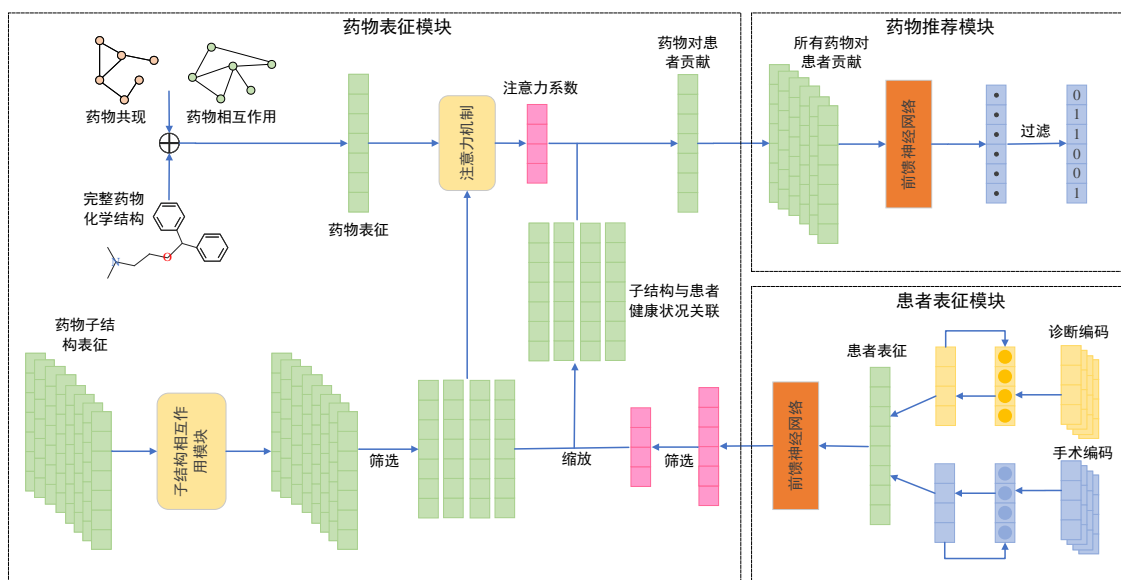 药物表征模块
药物共现
药物相互作用
完整药物
化学结构
N
O
药物表征
注意力机制
注意力系数
药物对患
者贡献
子结构与患者
健康状况关联
药物子结
构表征
子结构相互作
用模块
筛选
缩放
筛选
药物推荐模块
所有药物对
患者贡献
前馈神经网络
过滤
0
1
1
0
0
1
患者表征模块
患者表征
诊断编码
手术编码
前馈神经网络